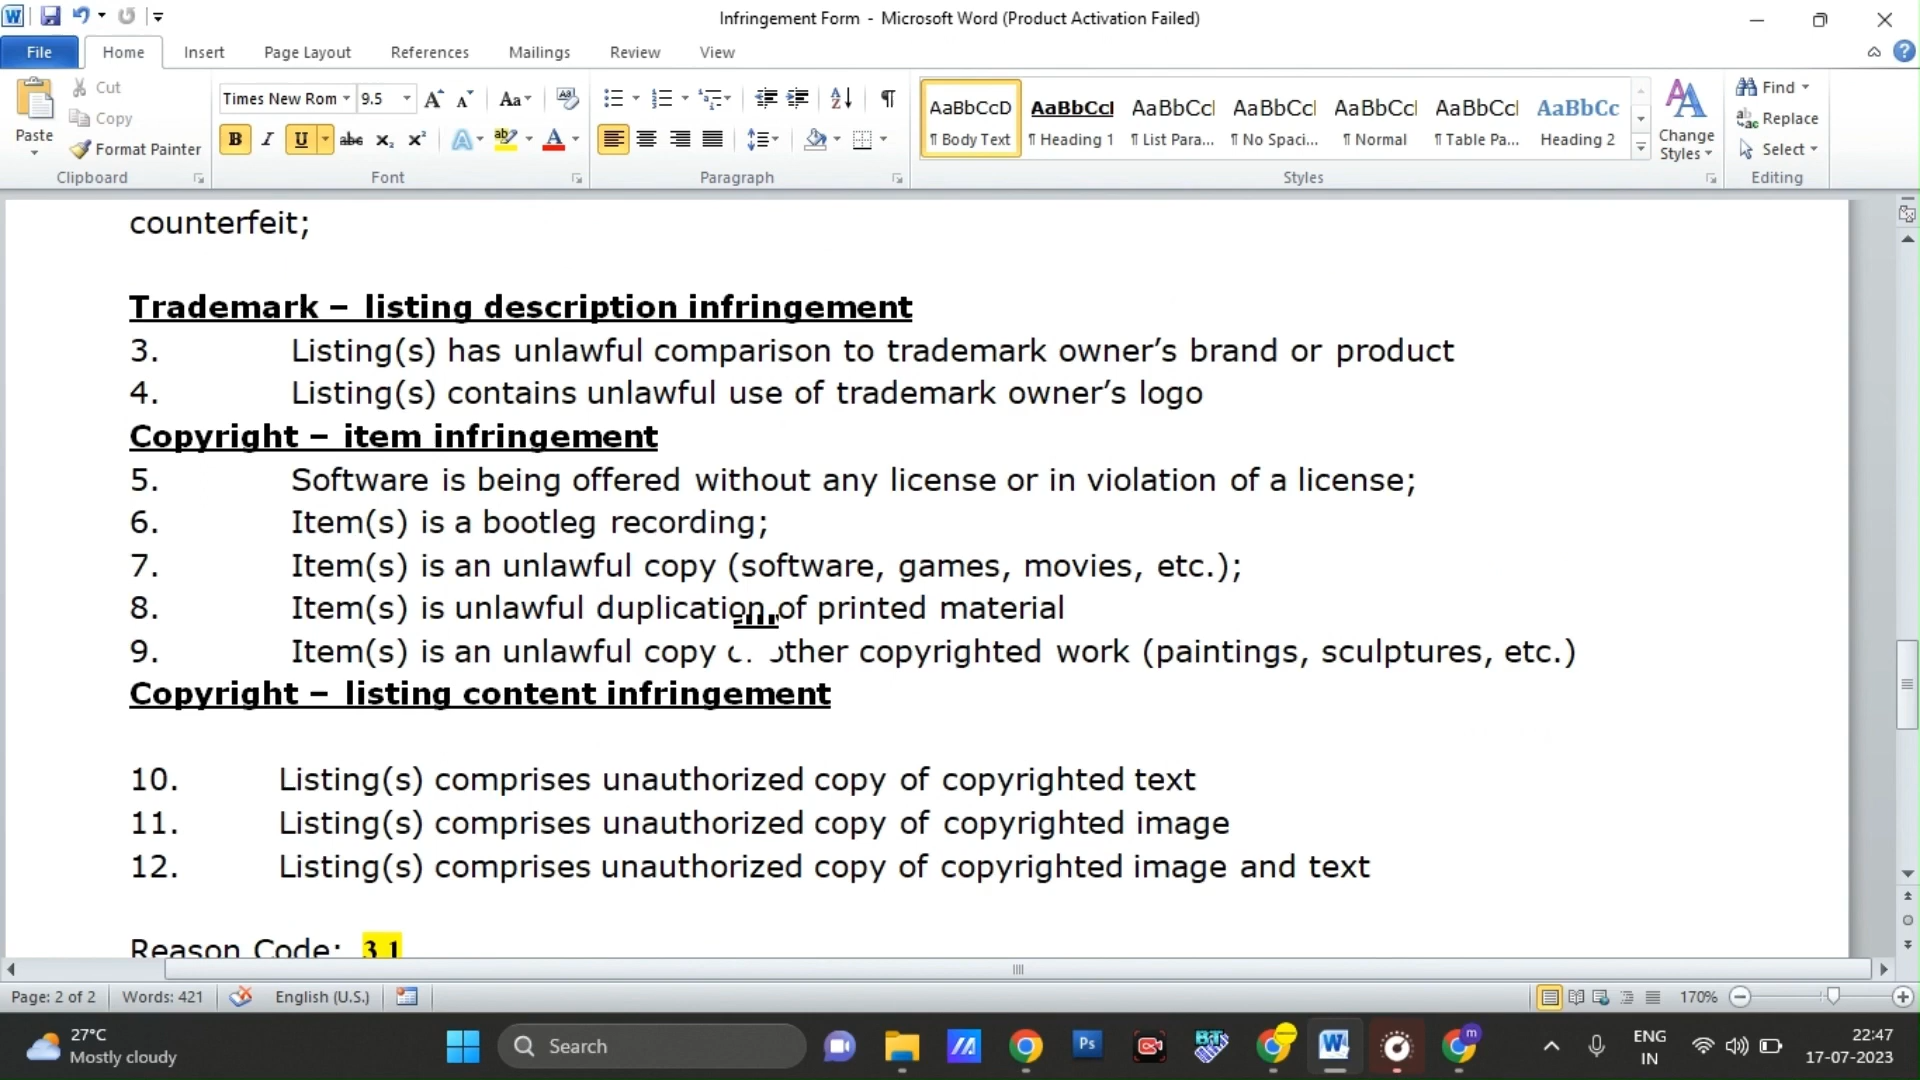 Infringement Form - Microsoft Word (Product Activation Failed)
File Home Insert Page Layout References Mailings Review View
Paste
Cut
Copy
Format Painter
Clipboard
Times New Rom 9.5
Font
Paragraph
AaBbCcD AaBbCcI AaBbCcI AaBbCcI AaBbCcI AaBbCcI AaBbCc
¶ Body Text ¶ Heading 1 ¶ List Para... ¶ No Spaci... ¶ Normal ¶ Table Pa... Heading 2
Change Styles
Styles
Find
Replace
Select
Editing
counterfeit;
Trademark – listing description infringement
3. Listing(s) has unlawful comparison to trademark owner’s brand or product
4. Listing(s) contains unlawful use of trademark owner’s logo
Copyright – item infringement
5. Software is being offered without any license or in violation of a license;
6. Item(s) is a bootleg recording;
7. Item(s) is an unlawful copy (software, games, movies, etc.);
8. Item(s) is unlawful duplication of printed material
9. Item(s) is an unlawful copy other copyrighted work (paintings, sculptures, etc.)
Copyright – listing content infringement
10. Listing(s) comprises unauthorized copy of copyrighted text
11. Listing(s) comprises unauthorized copy of copyrighted image
12. Listing(s) comprises unauthorized copy of copyrighted image and text
Reason Code: 3.1
Page: 2 of 2 Words: 421 English (U.S.) 170%
27°C
Mostly cloudy
Search
Ps
ENG
IN
22:47
17-07-2023